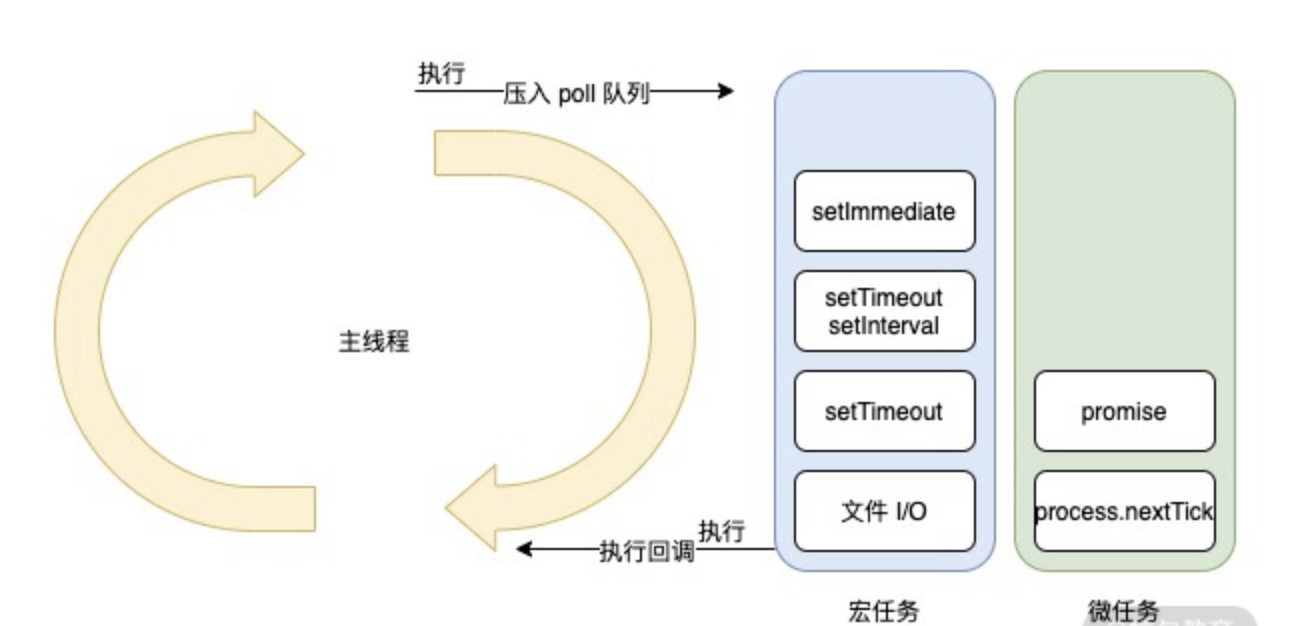 执行
压入 poll 队列
setImmediate
setTimeout
setInterval
主线程
setTimeout
promise
文件 I/O
process.nextTick
执行
执行回调
宏任务
微任务